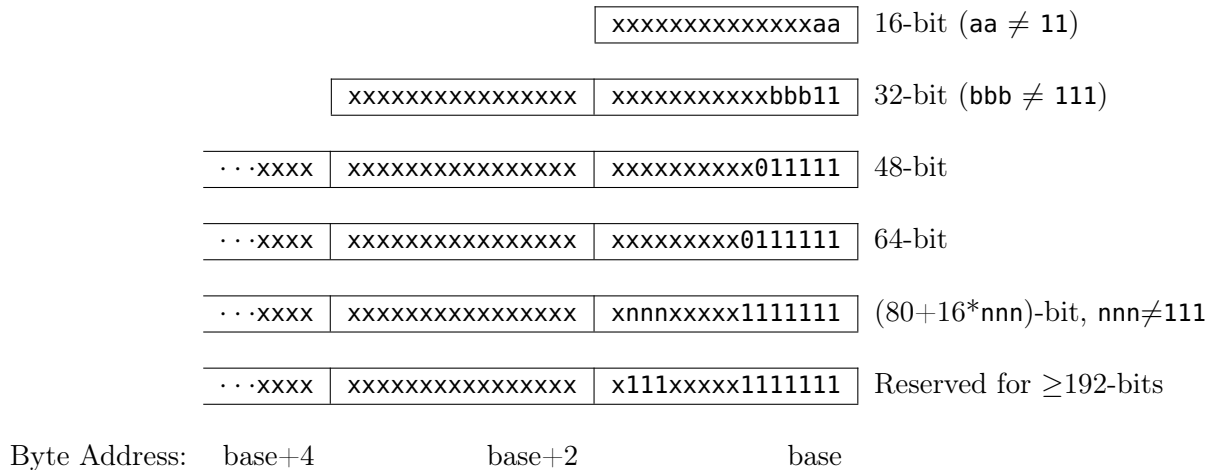 xxxxxxxxxxxxxxaa 16-bit (aa ≠ 11)
xxxxxxxxxxxxxxxx xxxxxxxxxxxbbb11 32-bit (bbb ≠ 111)
···xxxx xxxxxxxxxxxxxxxx xxxxxxxxxx011111 48-bit
···xxxx xxxxxxxxxxxxxxxx xxxxxxxxx0111111 64-bit
···xxxx xxxxxxxxxxxxxxxx xnnnxxxxx1111111 (80+16*nnn)-bit, nnn≠111
···xxxx xxxxxxxxxxxxxxxx x111xxxxx1111111 Reserved for ≥192-bits
Byte Address: base+4 base+2 base